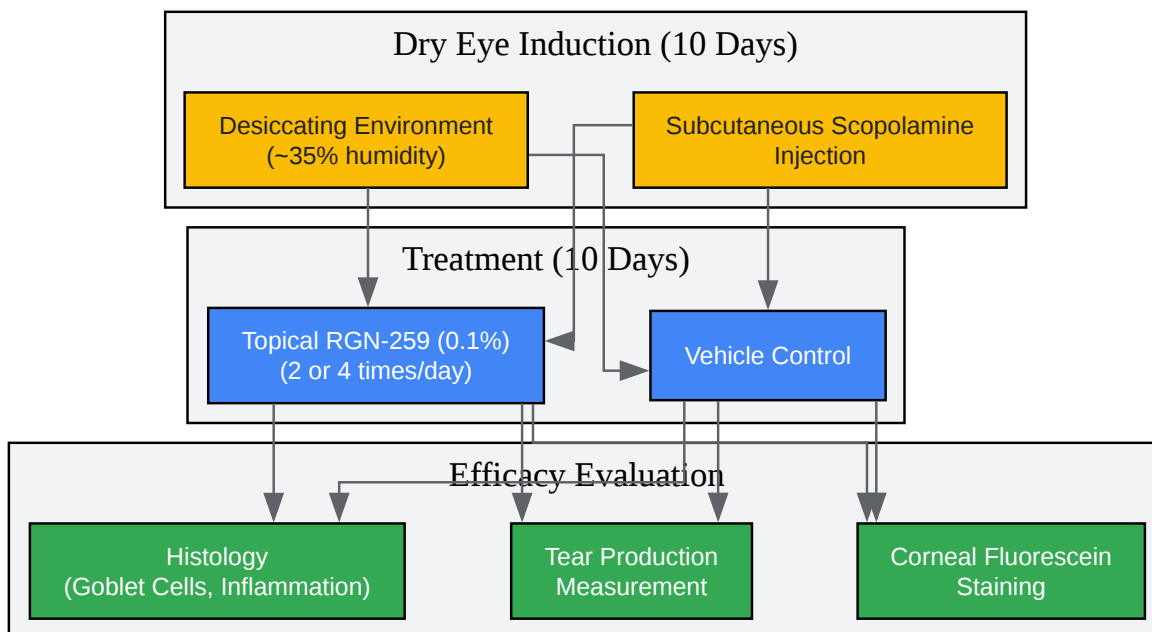 Dry Eye Induction (10 Days)
Desiccating Environment
(~35% humidity)
Subcutaneous Scopolamine
Injection
Treatment (10 Days)
Topical RGN-259 (0.1%)
(2 or 4 times/day)
Vehicle Control
Efficacy Evaluation
Histology
(Goblet Cells, Inflammation)
Tear Production
Measurement
Corneal Fluorescein
Staining